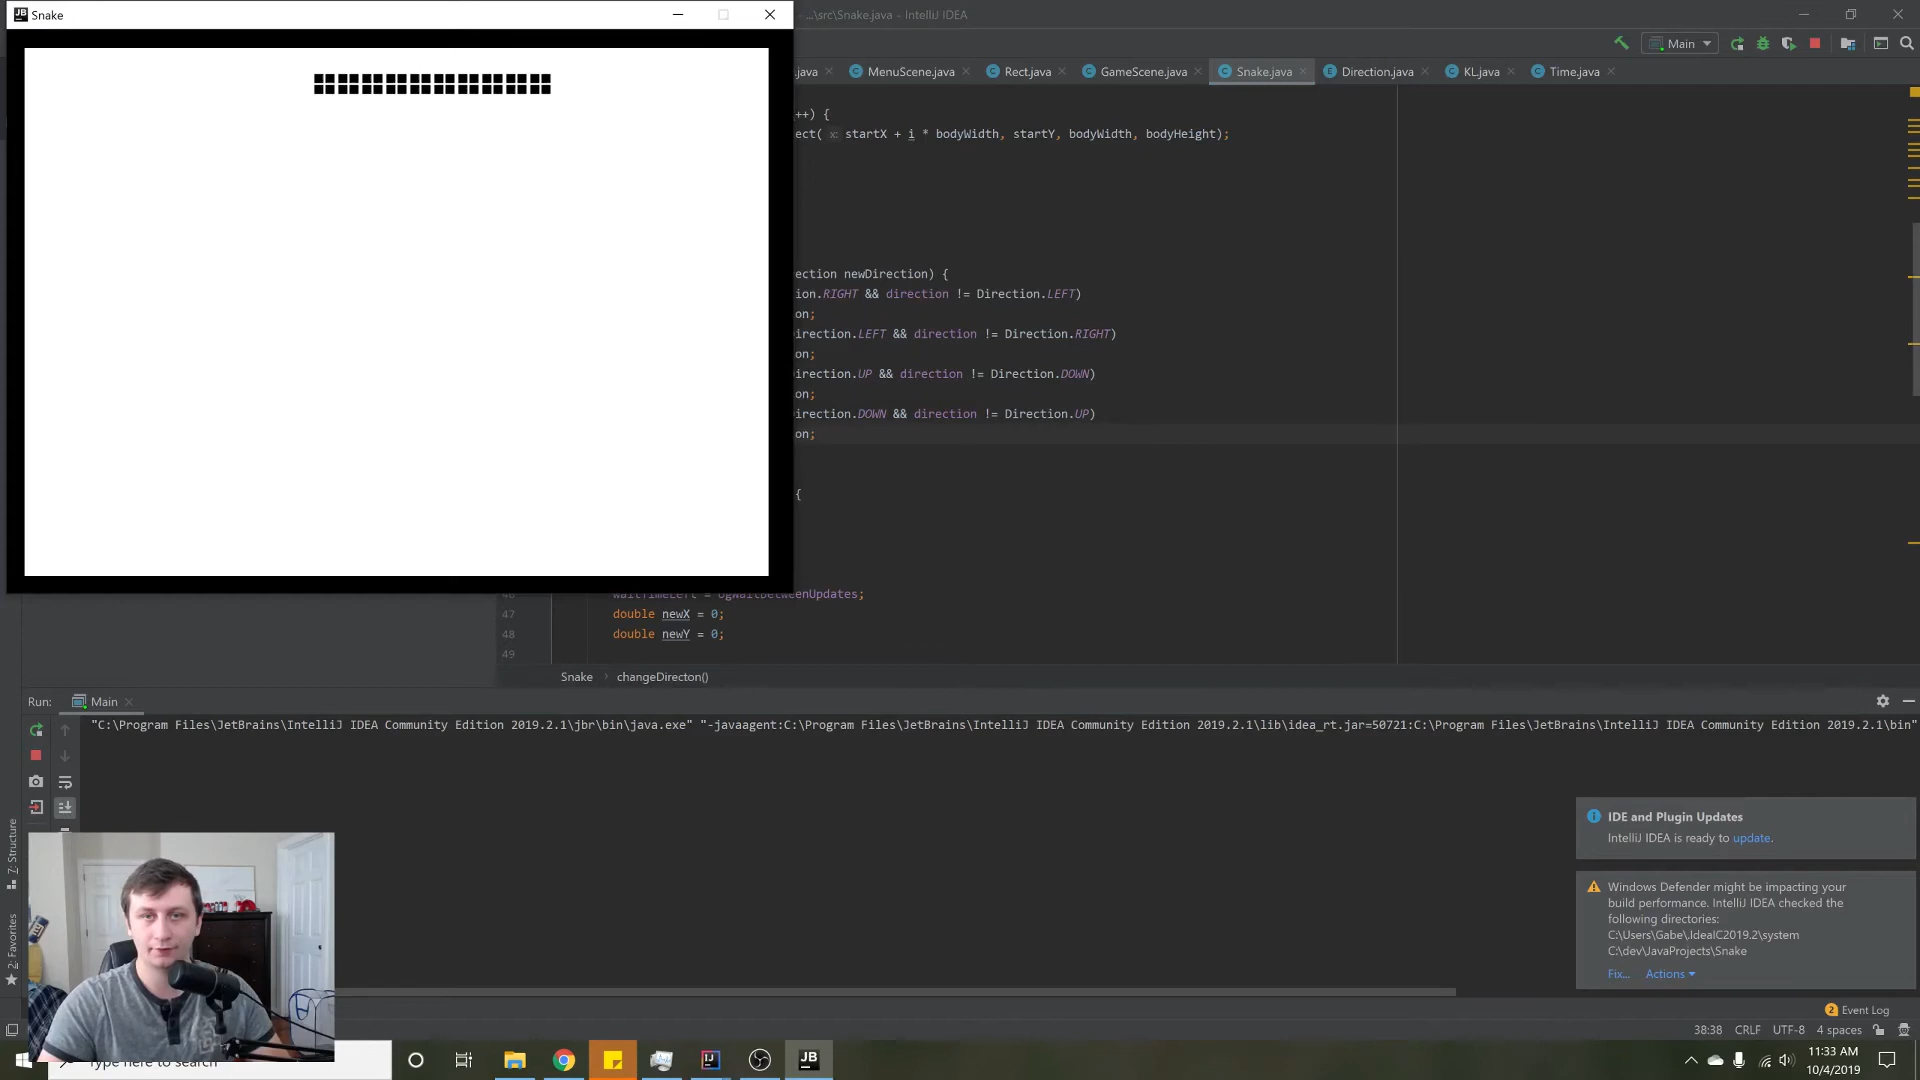 JB Snake
...\src\Snake.java - IntelliJ IDEA
Main
.java MenuScene.java Rect.java GameScene.java Snake.java Direction.java KL.java Time.java
++) {
ect( x: startX + i * bodyWidth, startY, bodyWidth, bodyHeight);
ection newDirection) {
ion.RIGHT && direction != Direction.LEFT)
on;
irection.LEFT && direction != Direction.RIGHT)
on;
irection.UP && direction != Direction.DOWN)
on;
irection.DOWN && direction != Direction.UP)
on;
{
waitTimeLeft = ogWaitBetweenUpdates;
47 double newX = 0;
48 double newY = 0;
49
Snake > changeDirecton()
Run: Main
"C:\Program Files\JetBrains\IntelliJ IDEA Community Edition 2019.2.1\jbr\bin\java.exe" "-javaagent:C:\Program Files\JetBrains\IntelliJ IDEA Community Edition 2019.2.1\lib\idea_rt.jar=50721:C:\Program Files\JetBrains\IntelliJ IDEA Community Edition 2019.2.1\bin"
IDE and Plugin Updates
IntelliJ IDEA is ready to update.
Windows Defender might be impacting your
build performance. IntelliJ IDEA checked the
following directories:
C:\Users\Gabe\.IdeaIC2019.2\system
C:\dev\JavaProjects\Snake
Fix... Actions
Z: Structure
2: Favorites
2 Event Log
38:38 CRLF UTF-8 4 spaces
Type here to search
JB
11:33 AM
10/4/2019